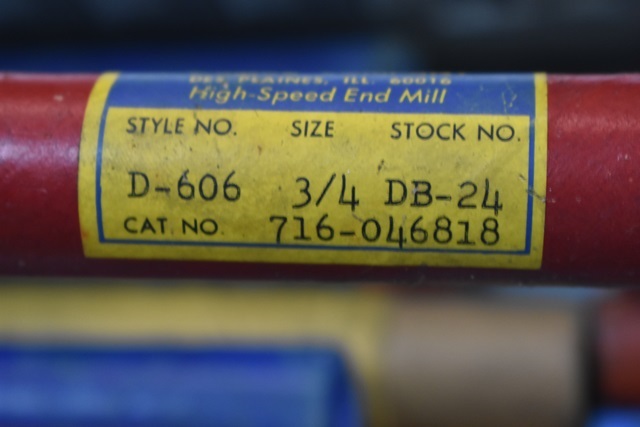 DES PLAINES, ILL. 60016
High-Speed End Mill
STYLE NO. SIZE STOCK NO.
D-606 3/4 DB-24
CAT. NO. 716-046818